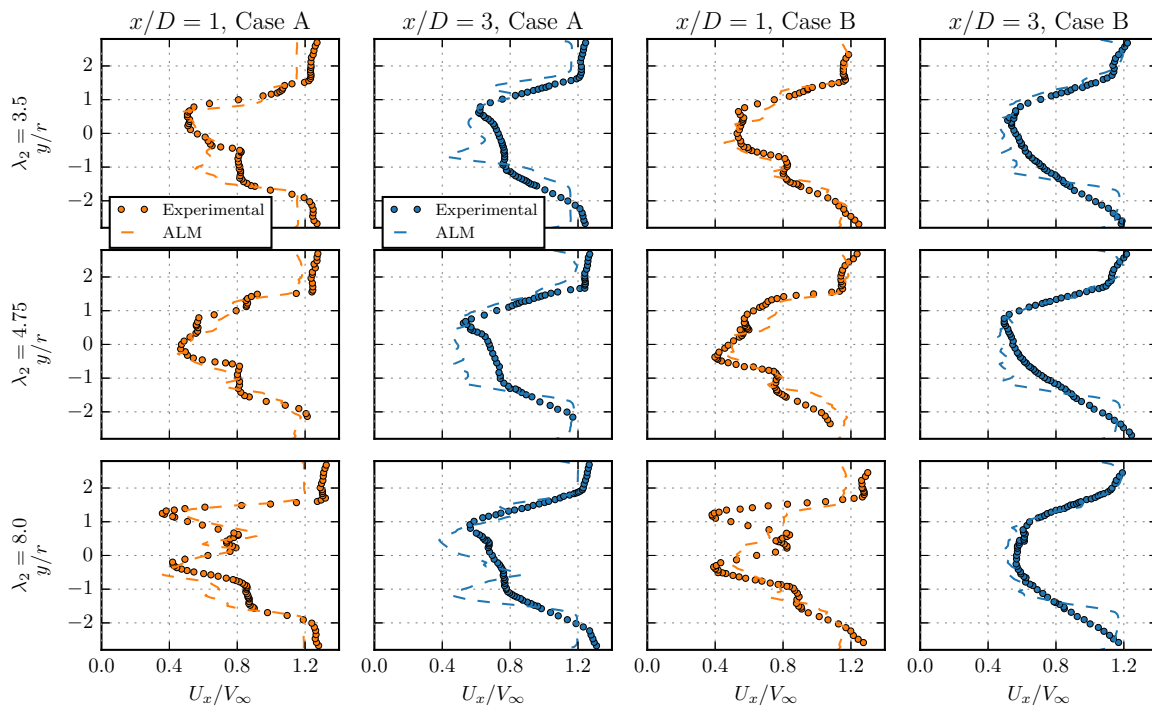 x/D = 1, Case A
x/D = 3, Case A
x/D = 1, Case B
x/D = 3, Case B
λ₂ = 3.5
y/r
2
1
0
−1
−2
Experimental
ALM
Experimental
ALM
λ₂ = 4.75
y/r
2
1
0
−1
−2
λ₂ = 8.0
y/r
2
1
0
−1
−2
0.0 0.4 0.8 1.2
0.0 0.4 0.8 1.2
0.0 0.4 0.8 1.2
0.0 0.4 0.8 1.2
Uₓ/V∞
Uₓ/V∞
Uₓ/V∞
Uₓ/V∞